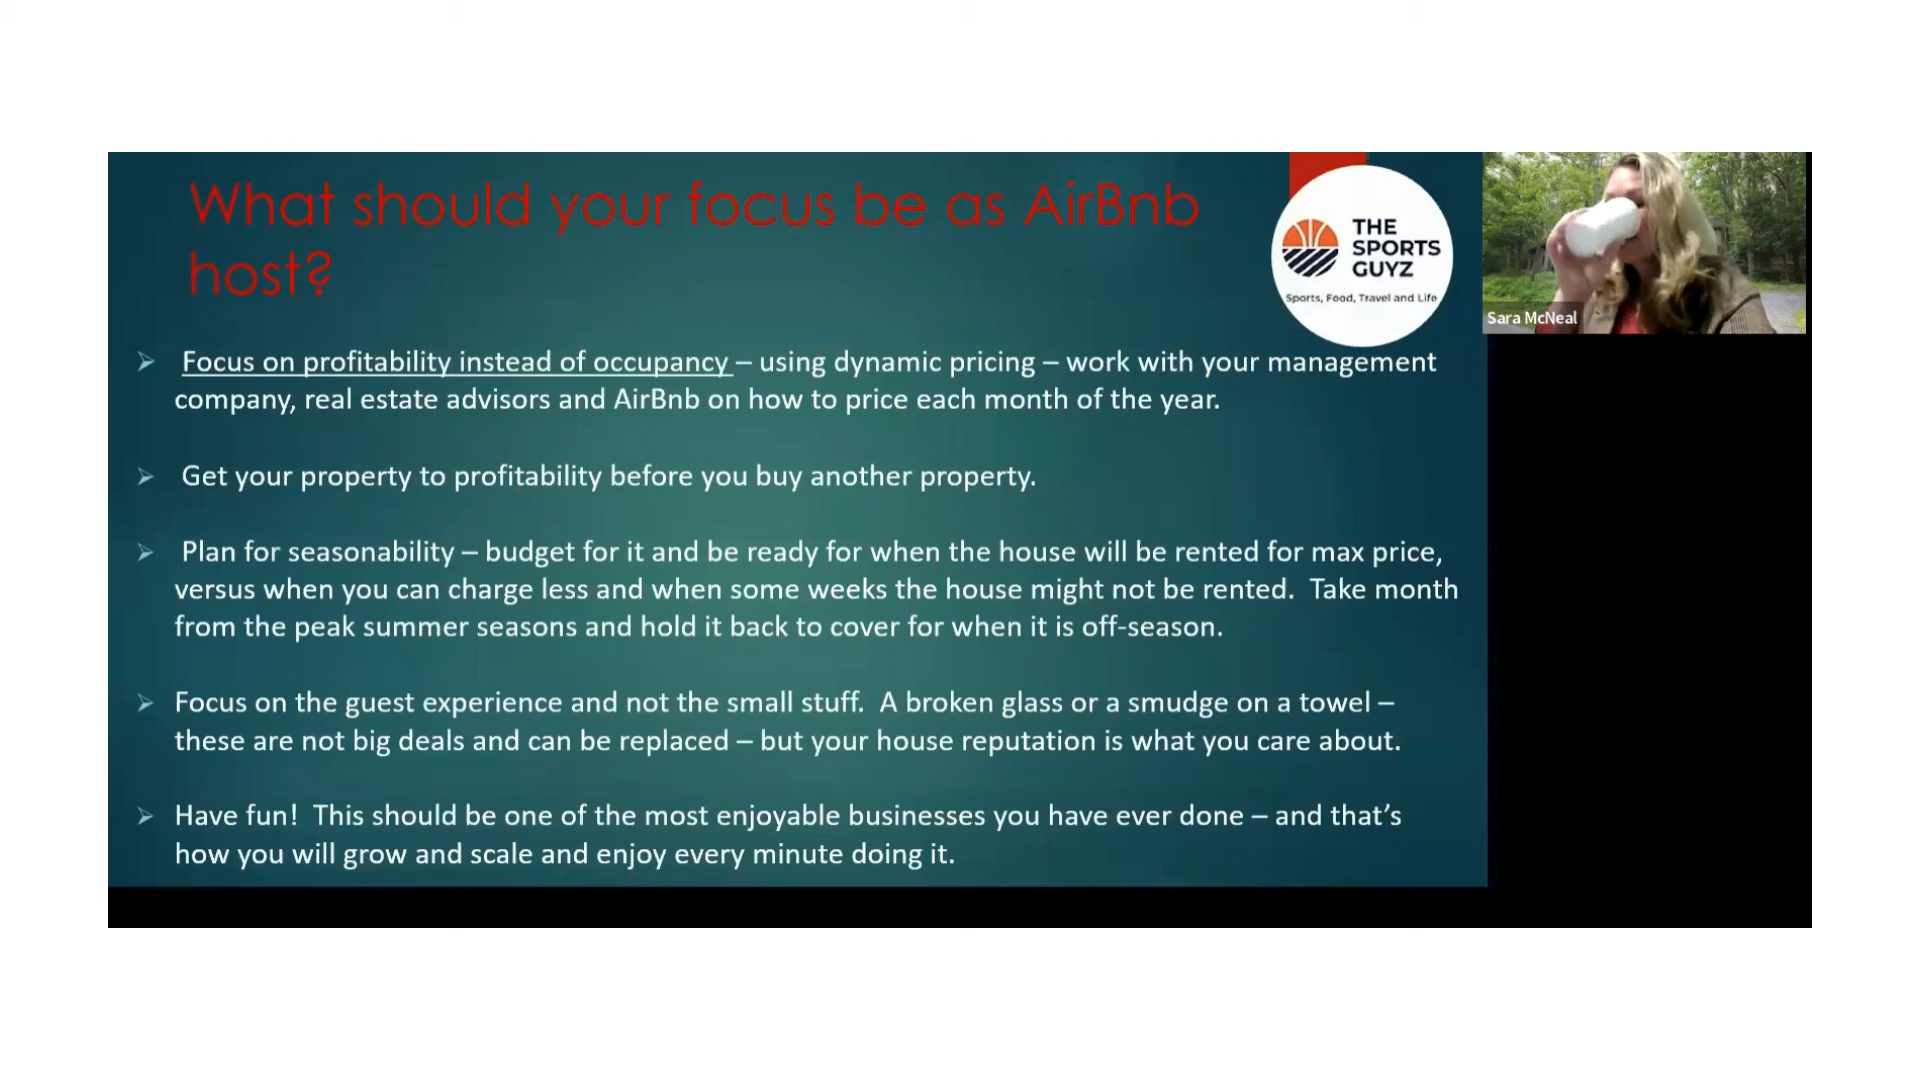 What should your focus be as AirBnb
host?
THE
SPORTS
GUYZ
Sports, Food, Travel and Life
Sara McNeal
➢ Focus on profitability instead of occupancy – using dynamic pricing – work with your management
company, real estate advisors and AirBnb on how to price each month of the year.
➢ Get your property to profitability before you buy another property.
➢ Plan for seasonability – budget for it and be ready for when the house will be rented for max price,
versus when you can charge less and when some weeks the house might not be rented. Take month
from the peak summer seasons and hold it back to cover for when it is off-season.
➢ Focus on the guest experience and not the small stuff. A broken glass or a smudge on a towel –
these are not big deals and can be replaced – but your house reputation is what you care about.
➢ Have fun! This should be one of the most enjoyable businesses you have ever done – and that’s
how you will grow and scale and enjoy every minute doing it.